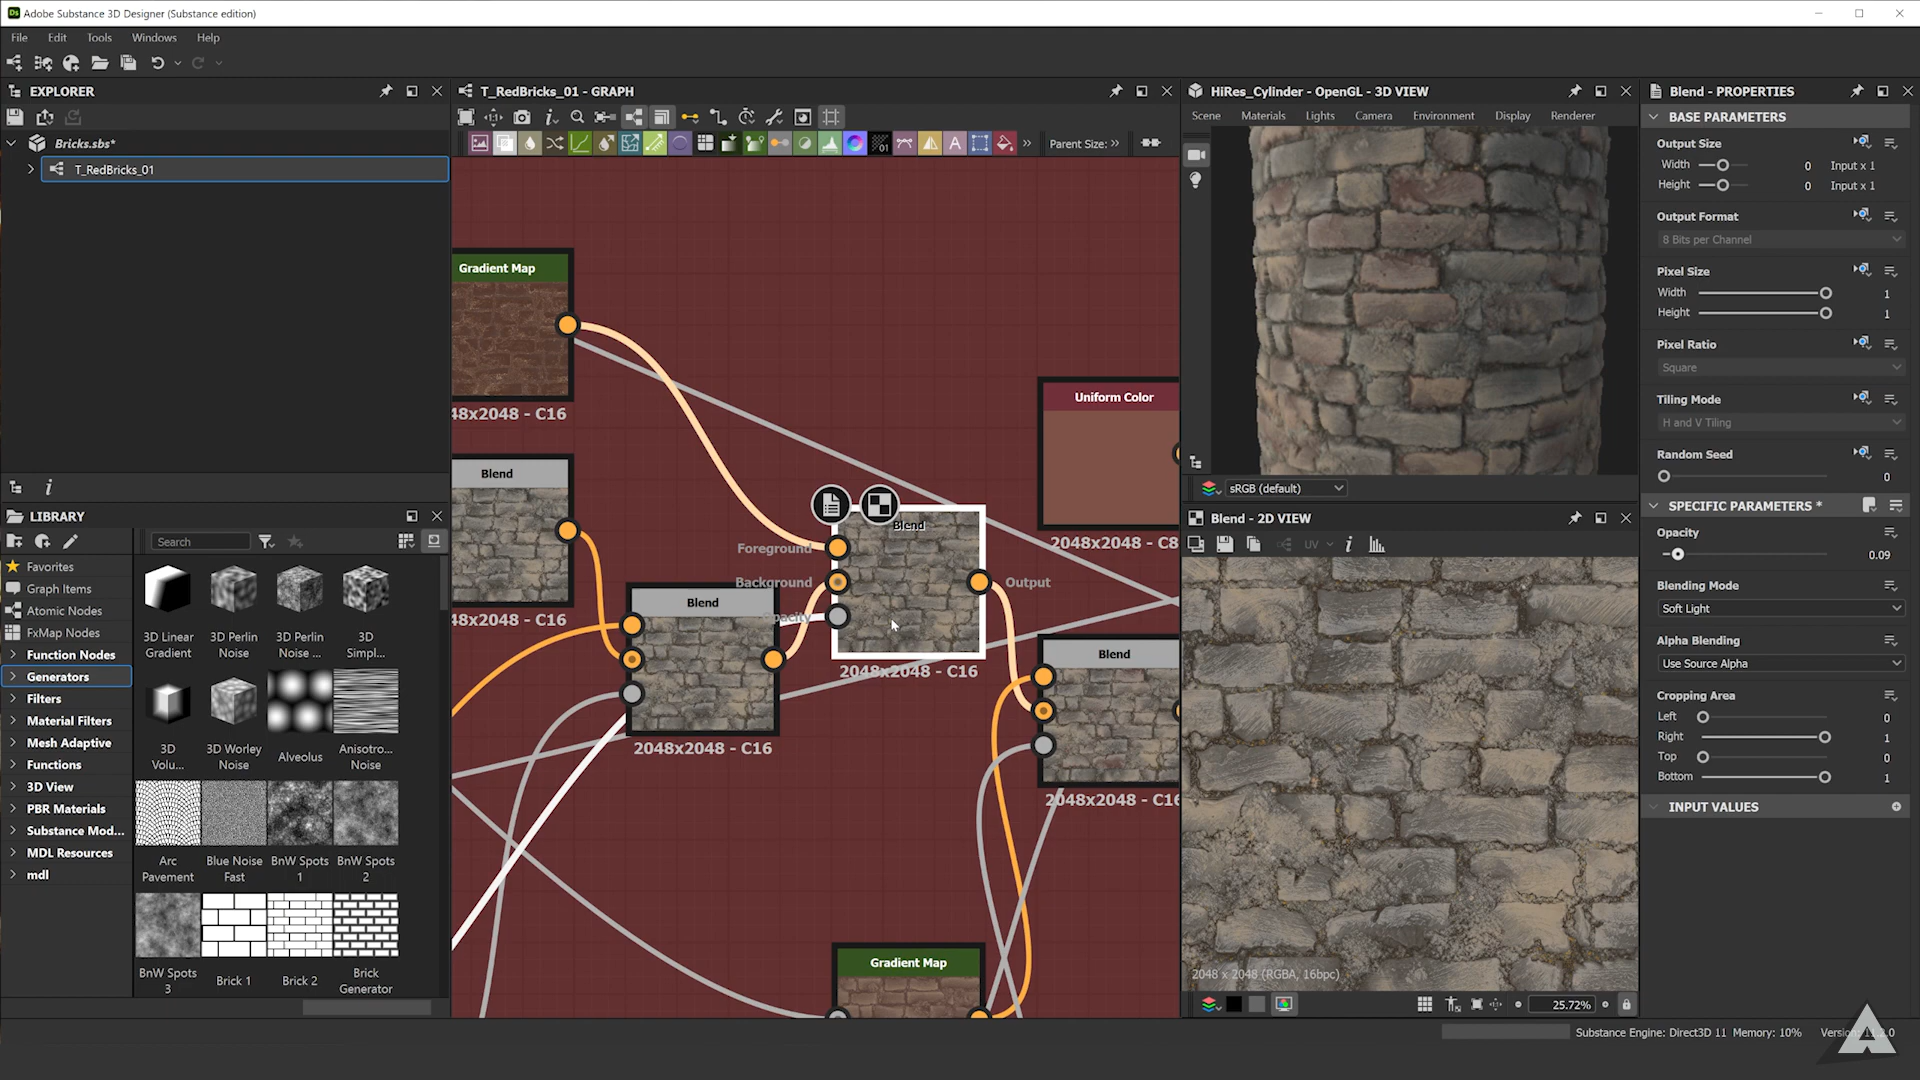 Adobe Substance 3D Designer (Substance edition)
File Edit Tools Windows Help
EXPLORER
Bricks.sbs*
T_RedBricks_01
LIBRARY
Search
Favorites
Graph Items
Atomic Nodes
FxMap Nodes
Function Nodes
Generators
Filters
Material Filters
Mesh Adaptive
Functions
3D View
PBR Materials
Substance Mod...
MDL Resources
mdl
3D Linear Gradient
3D Perlin Noise
3D Perlin Noise ...
3D Simpl...
3D Volu...
3D Worley Noise
Alveolus
Anisotro... Noise
Arc Pavement
Blue Noise Fast
BnW Spots 1
BnW Spots 2
BnW Spots 3
Brick 1
Brick 2
Brick Generator
T_RedBricks_01 - GRAPH
Parent Size:
Gradient Map
48x2048 - C16
Blend
48x2048 - C16
Blend
2048x2048 - C16
Foreground
Background
Blend
Output
2048x2048 - C16
Uniform Color
2048x2048 - C8
Blend
2048x2048 - C16
Gradient Map
HiRes_Cylinder - OpenGL - 3D VIEW
Scene Materials Lights Camera Environment Display Renderer
sRGB (default)
Blend - 2D VIEW
UV
2048 x 2048 (RGBA, 16bpc)
25.72%
Blend - PROPERTIES
BASE PARAMETERS
Output Size
Width 0 Input x 1
Height 0 Input x 1
Output Format
8 Bits per Channel
Pixel Size
Width 1
Height 1
Pixel Ratio
Square
Tiling Mode
H and V Tiling
Random Seed
0
SPECIFIC PARAMETERS *
Opacity
0.09
Blending Mode
Soft Light
Alpha Blending
Use Source Alpha
Cropping Area
Left 0
Right 1
Top 0
Bottom 1
INPUT VALUES
Substance Engine: Direct3D 11 Memory: 10%